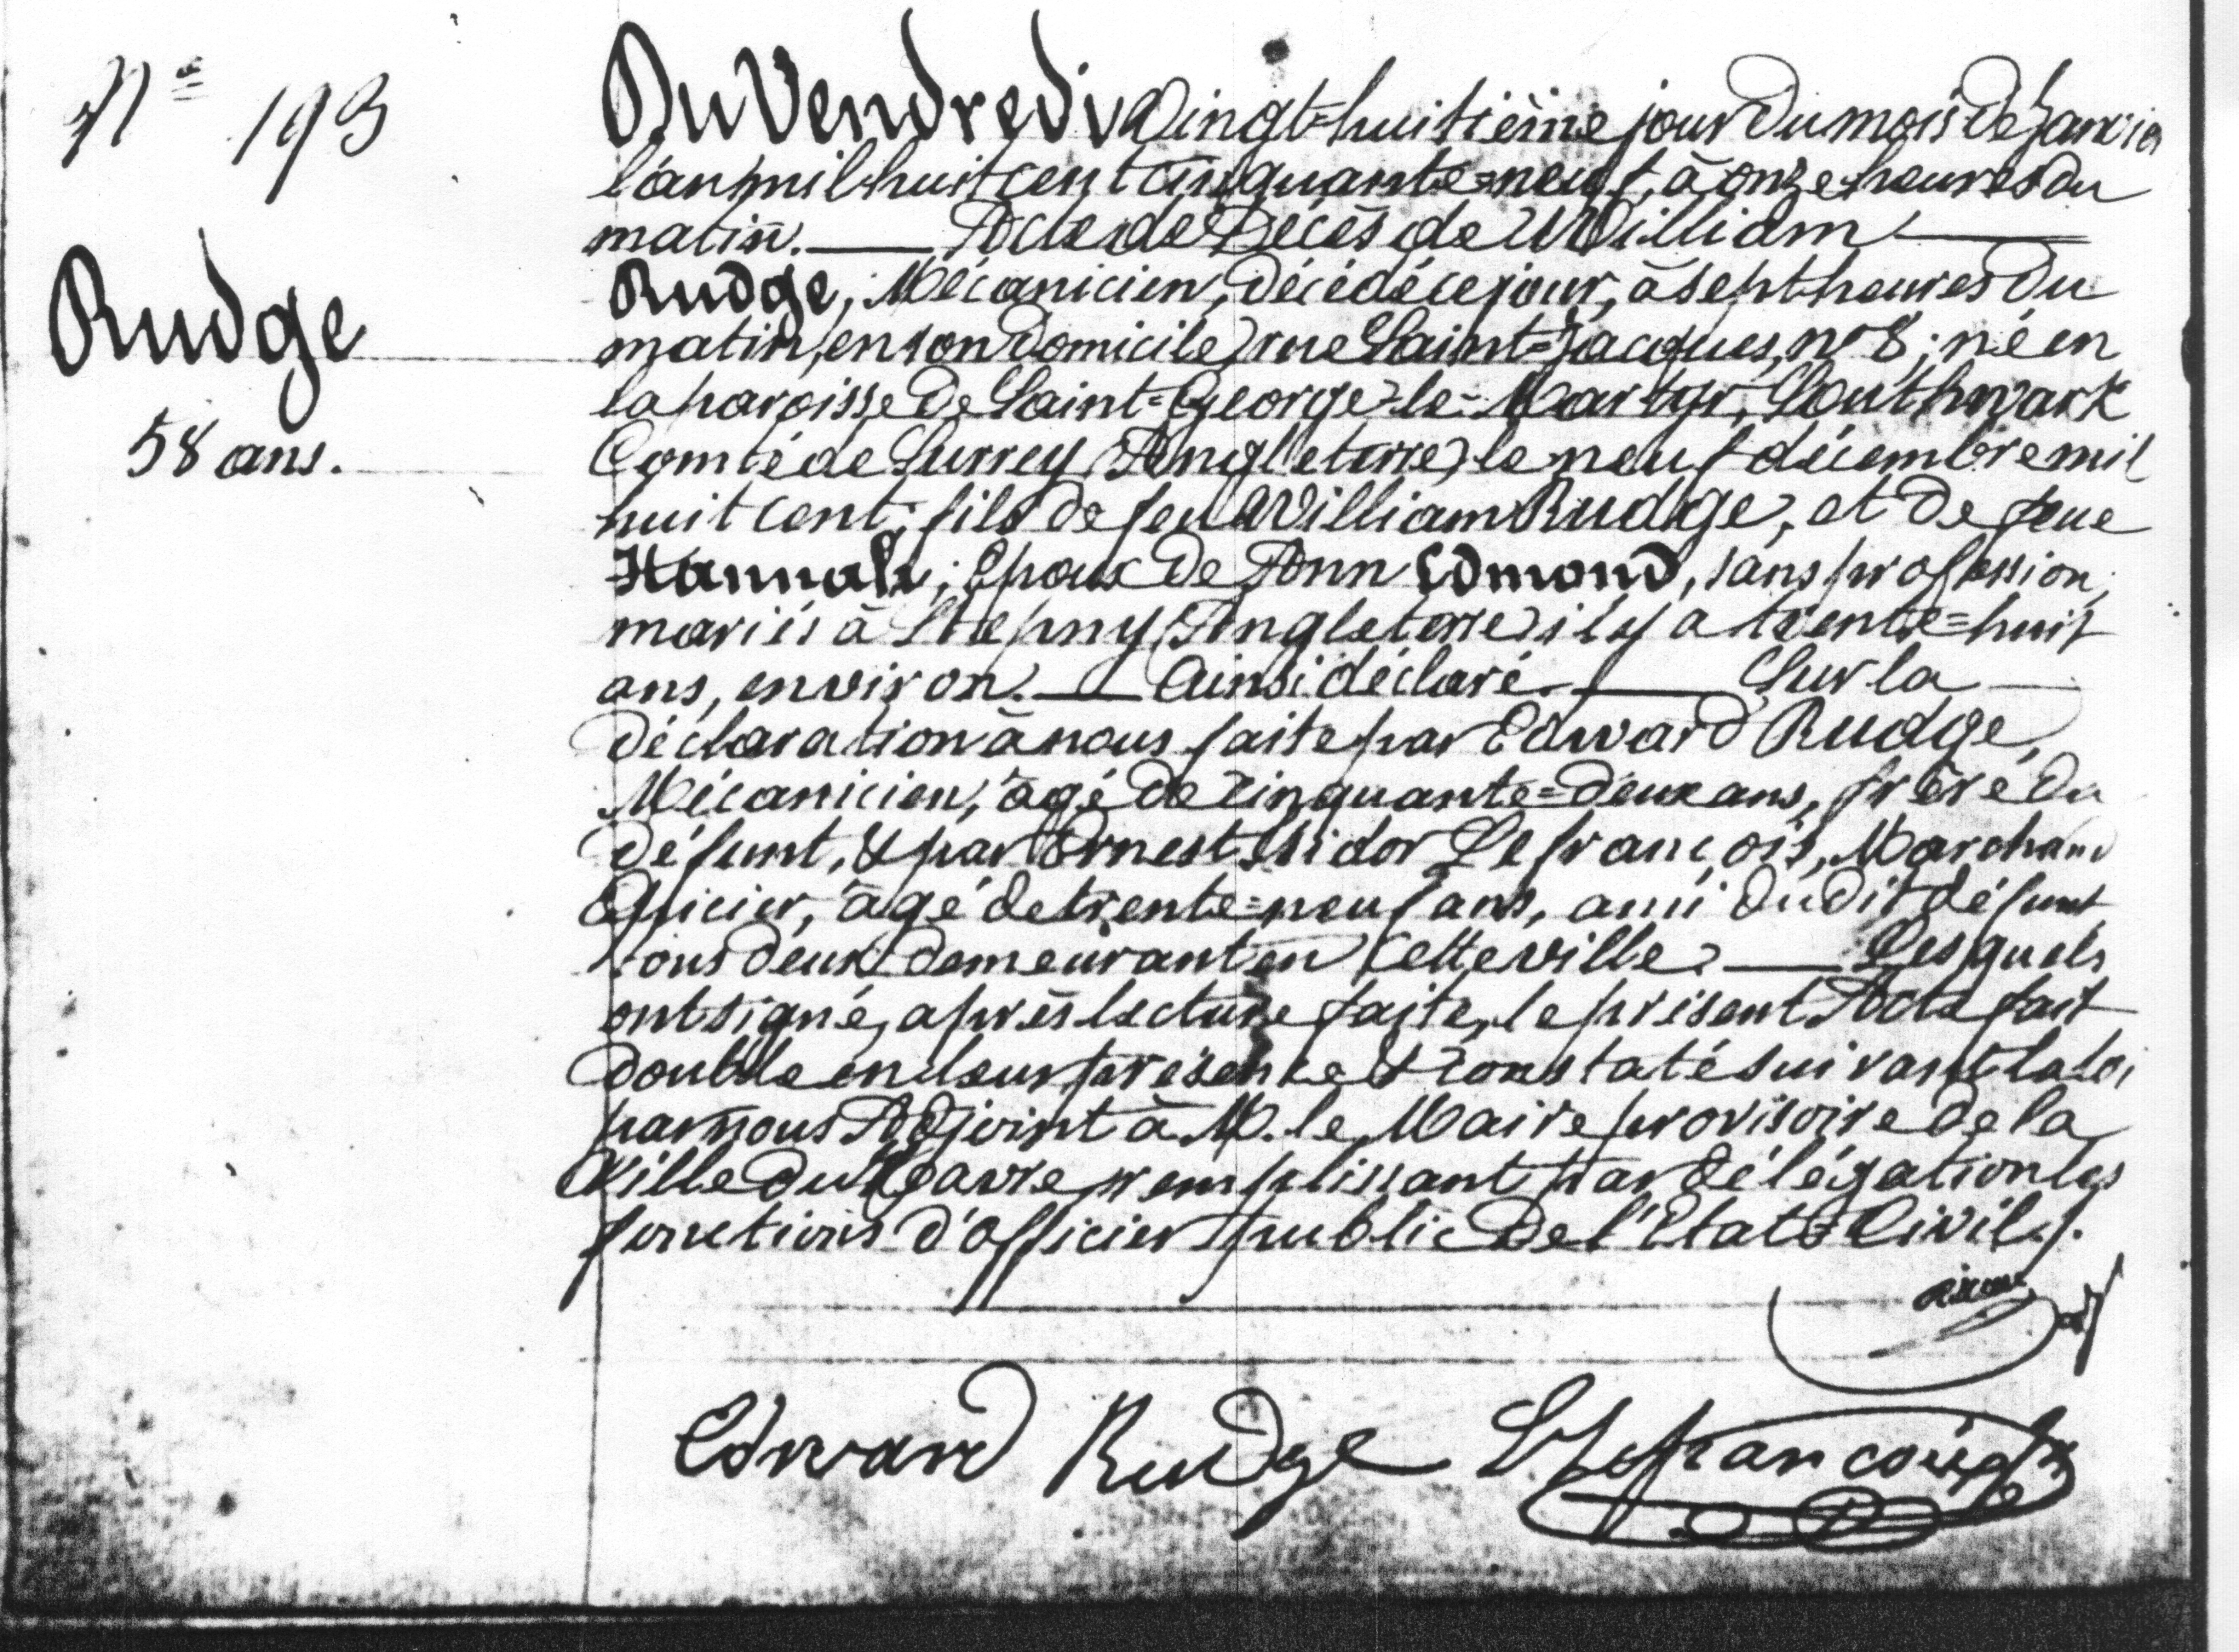 Nº 193
Du Vendredi Vingt=huitième jour du mois de Janvier
l'an mil huit cent cinquante=neuf, à onze heures du
matin. — Acte de Décès de William —
Rudge, Mécanicien, décédé ce jour, à sept heures du
Rudge
matin, en son domicile, rue Saint=Jacques, nº 8; né en
la paroisse de Saint=George=le=Martyr, Southwark
58 ans.
Comté de Surrey (Angleterre) le neuf décembre mil
huit cent; fils de feu William Rudge, et de feue
Hannah; Epoux de Ann Edmond, sans profession,
mariés à Stepny (Angleterre) il y a trente=huit
ans, environ. — Ainsi déclaré. — Sur la —
déclaration à nous faite par Edward Rudge,
Mécanicien, âgé de cinquante=deux ans, frère du
défunt, & par Ernest Isidor Lefrançois, Marchand
Epicier, âgé de trente=neuf ans, ami dudit défunt
tous deux demeurant en cette ville — Lesquels
ont signé, après lecture faite, le présent Acte fait
double en leur présence & constaté suivant la loi
par nous Adjoint à M. le Maire provisoire de la
Ville du Havre, remplissant par délégation les
fonctions d'officier public de l'Etat=Civil.
Edward Rudge Lefrancois